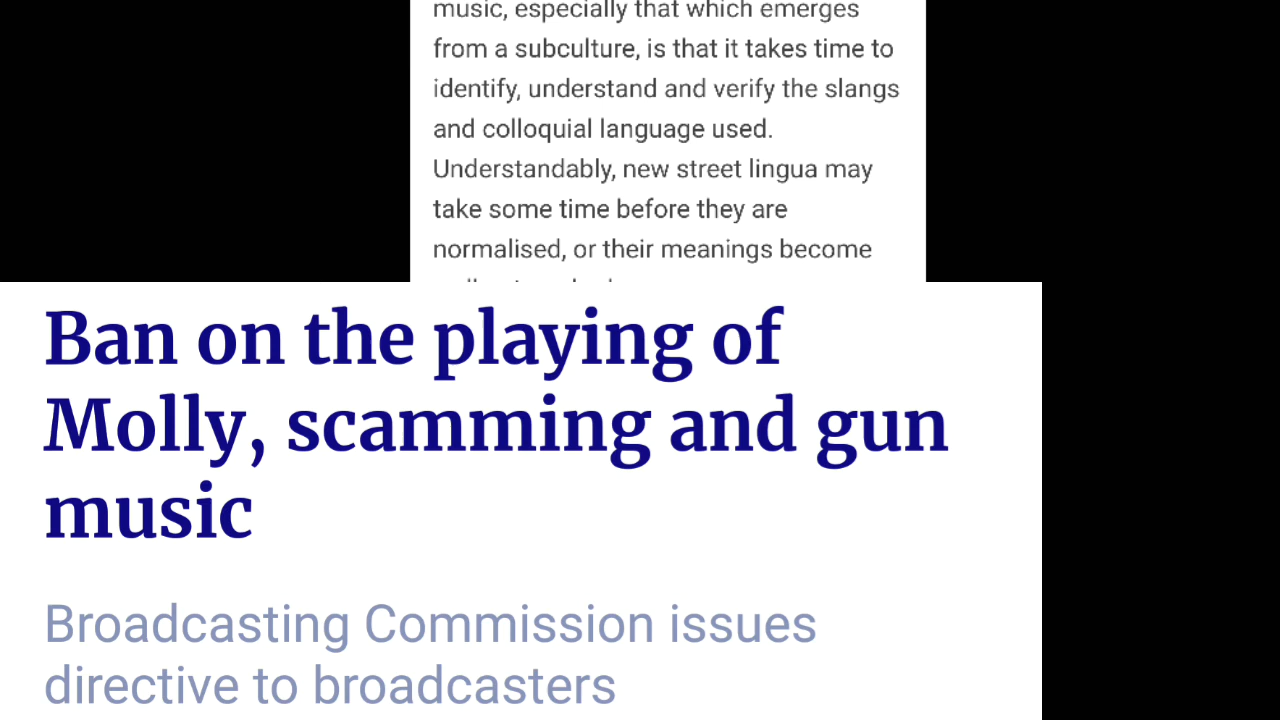 music, especially that which emerges
from a subculture, is that it takes time to
identify, understand and verify the slangs
and colloquial language used.
Understandably, new street lingua may
take some time before they are
normalised, or their meanings become
Ban on the playing of
Molly, scamming and gun
music
Broadcasting Commission issues
directive to broadcasters